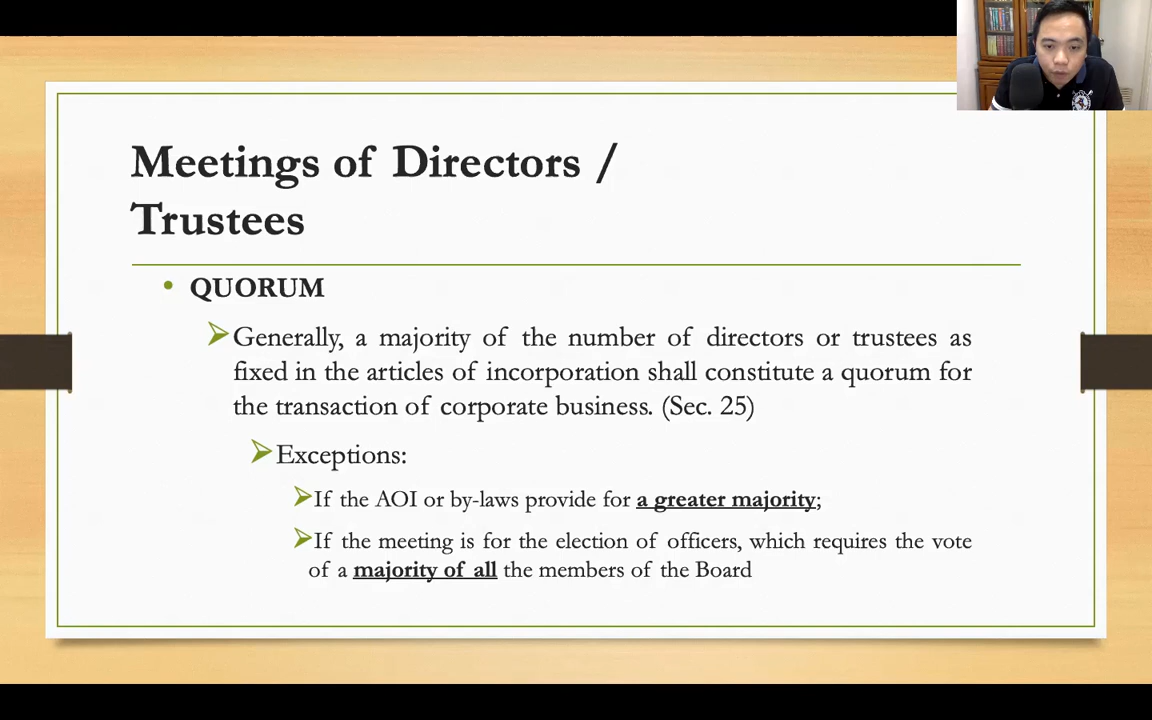 Meetings of Directors /
Trustees
QUORUM
Generally, a majority of the number of directors or trustees as
fixed in the articles of incorporation shall constitute a quorum for
the transaction of corporate business. (Sec. 25)
Exceptions:
If the AOI or by-laws provide for a greater majority;
If the meeting is for the election of officers, which requires the vote
of a majority of all the members of the Board